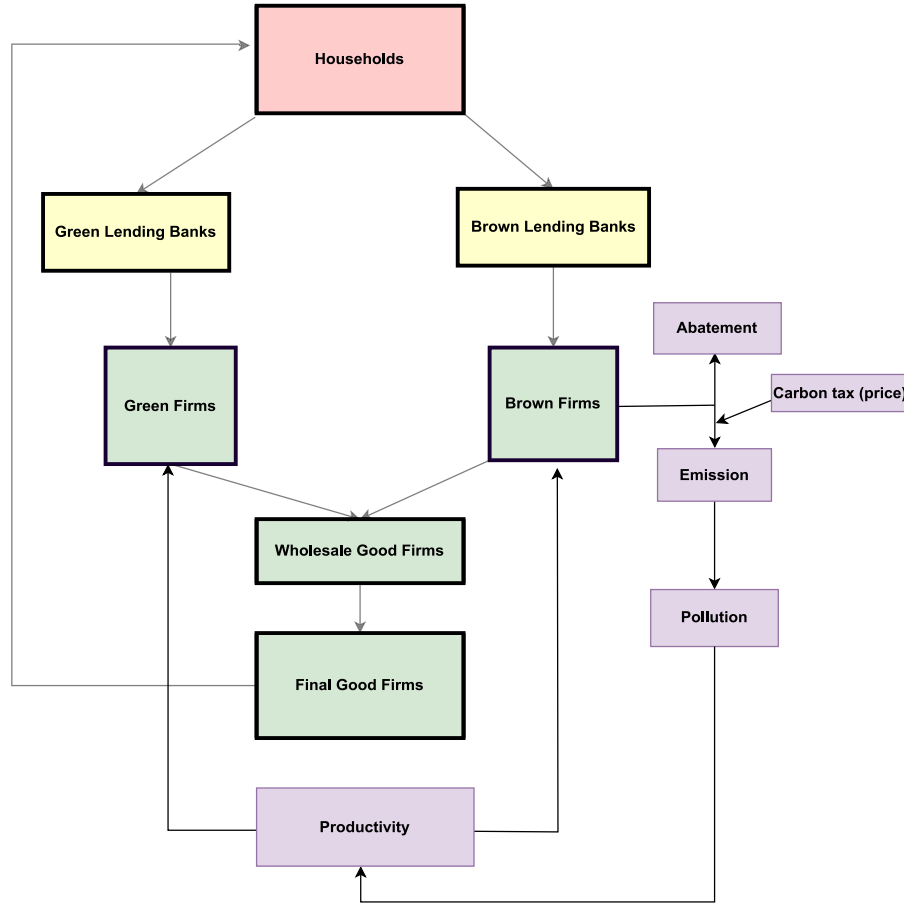 Households
Green Lending Banks
Brown Lending Banks
Abatement
Carbon tax (price)
Green Firms
Brown Firms
Emission
Wholesale Good Firms
Pollution
Final Good Firms
Productivity